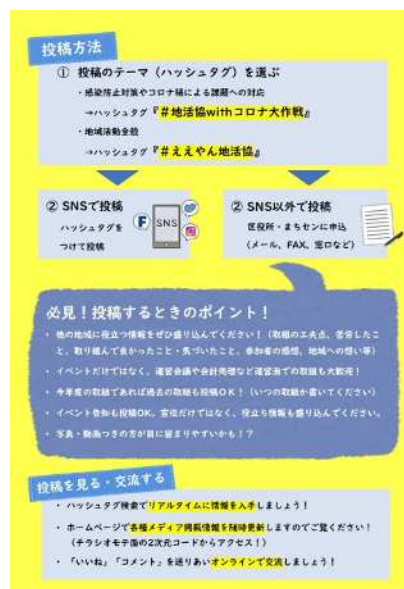 投稿方法
① 投稿のテーマ（ハッシュタグ）を選ぶ
・感染防止対策やコロナ禍による課題への対応
→ハッシュタグ『＃地活協withコロナ大作戦』
・地域活動全般
→ハッシュタグ『＃ええやん地活協』
② SNSで投稿
ハッシュタグを
つけて投稿
F SNS
② SNS以外で投稿
区役所・まちセンに申込
（メール、FAX、窓口など）
必見！投稿するときのポイント！
・ 他の地域に役立つ情報をぜひ盛り込んでください！（取組の工夫点、苦労したこ
と、取り組んで良かったこと・気づいたこと、参加者の感想、地域への想い等）
・ イベントだけではなく、運営会議や会計処理など運営面での取組も大歓迎！
・ 今年度の取組であれば過去の取組も投稿OK！（いつの取組か書いてください）
・ イベント告知も投稿OK。宣伝だけではなく、役立ち情報も盛り込んでください。
・ 写真・動画つきの方が目に留まりやすいかも！？
投稿を見る・交流する
・ ハッシュタグ検索でリアルタイムに情報を入手しましょう！
・ ホームページで各種メディア掲載情報を随時更新しますのでご覧ください！
（チラシオモテ面の2次元コードからアクセス！）
・ 「いいね」「コメント」を送りあいオンラインで交流しましょう！